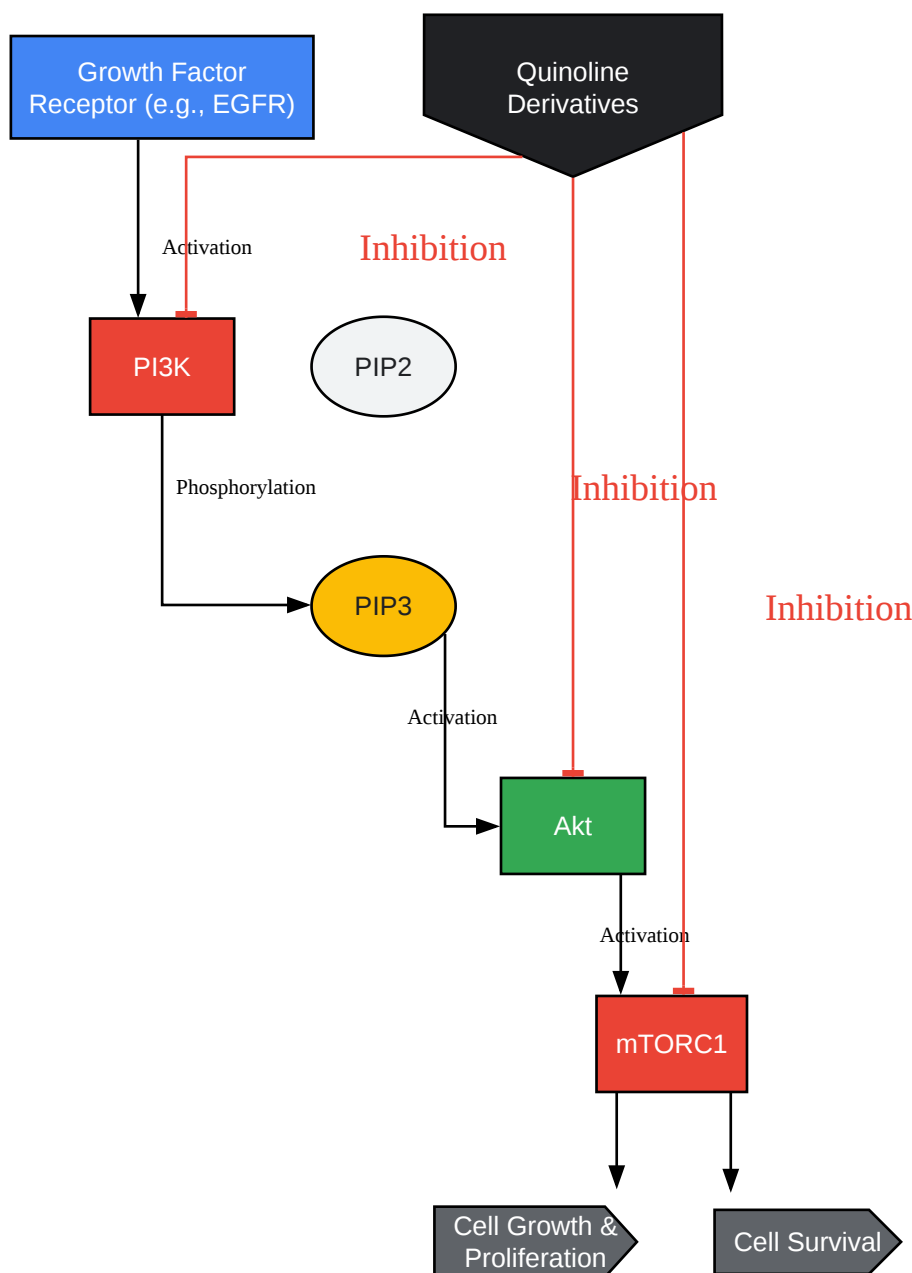 Growth Factor
Receptor (e.g., EGFR)
Quinoline
Derivatives
Activation
Inhibition
PI3K
PIP2
Phosphorylation
Inhibition
PIP3
Inhibition
Activation
Akt
Activation
mTORC1
Cell Growth &
Proliferation
Cell Survival